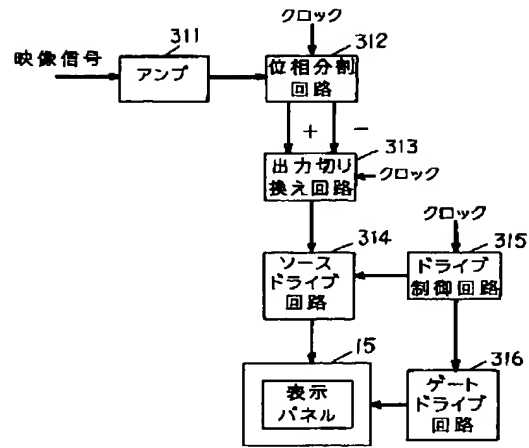 クロック
311
312
映像信号
アンプ
位相分割
回路
+
−
313
出力切り
換え回路
クロック
クロック
314
315
ソース
ドライブ
回路
ドライブ
制御回路
15
316
表示
パネル
ゲート
ドライブ
回路